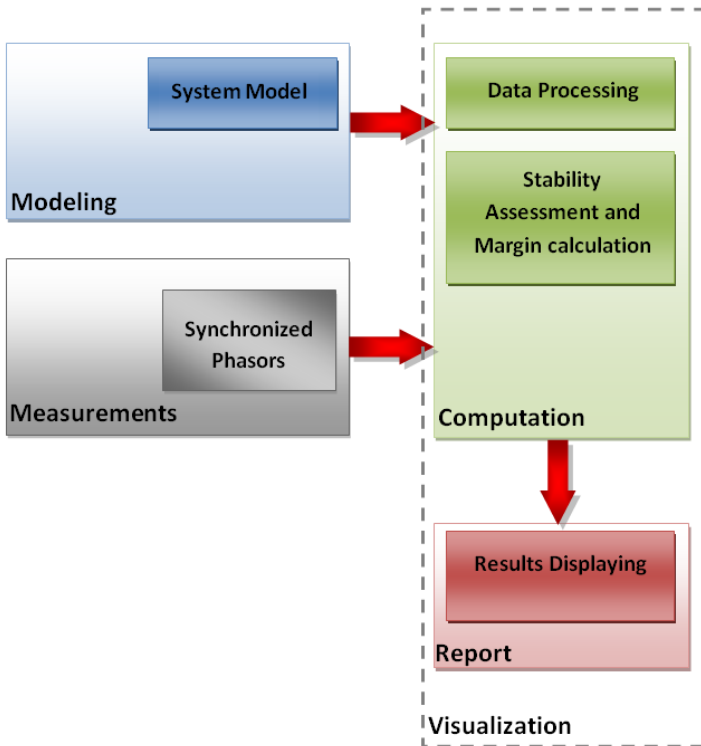 System Model
Modeling
Synchronized
Phasors
Measurements
Data Processing
Stability
Assessment and
Margin calculation
Computation
Results Displaying
Report
Visualization